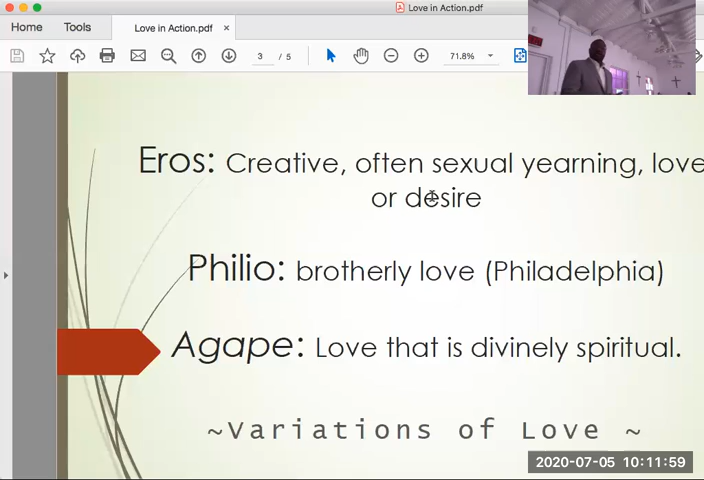 Love in Action.pdf
Home Tools Love in Action.pdf ×
3 / 5 71.8%
Eros: Creative, often sexual yearning, love
or desire
Philio: brotherly love (Philadelphia)
Agape: Love that is divinely spiritual.
~Variations of Love ~
2020-07-05 10:11:59